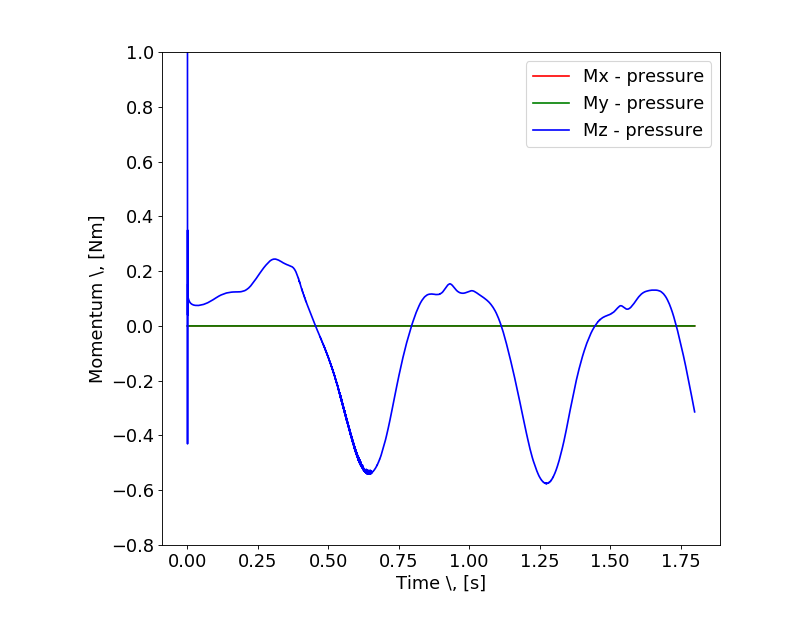 1.0
0.8
0.6
0.4
0.2
0.0
−0.2
−0.4
−0.6
−0.8
Momentum \, [Nm]
Mx - pressure
My - pressure
Mz - pressure
0.00 0.25 0.50 0.75 1.00 1.25 1.50 1.75
Time \, [s]